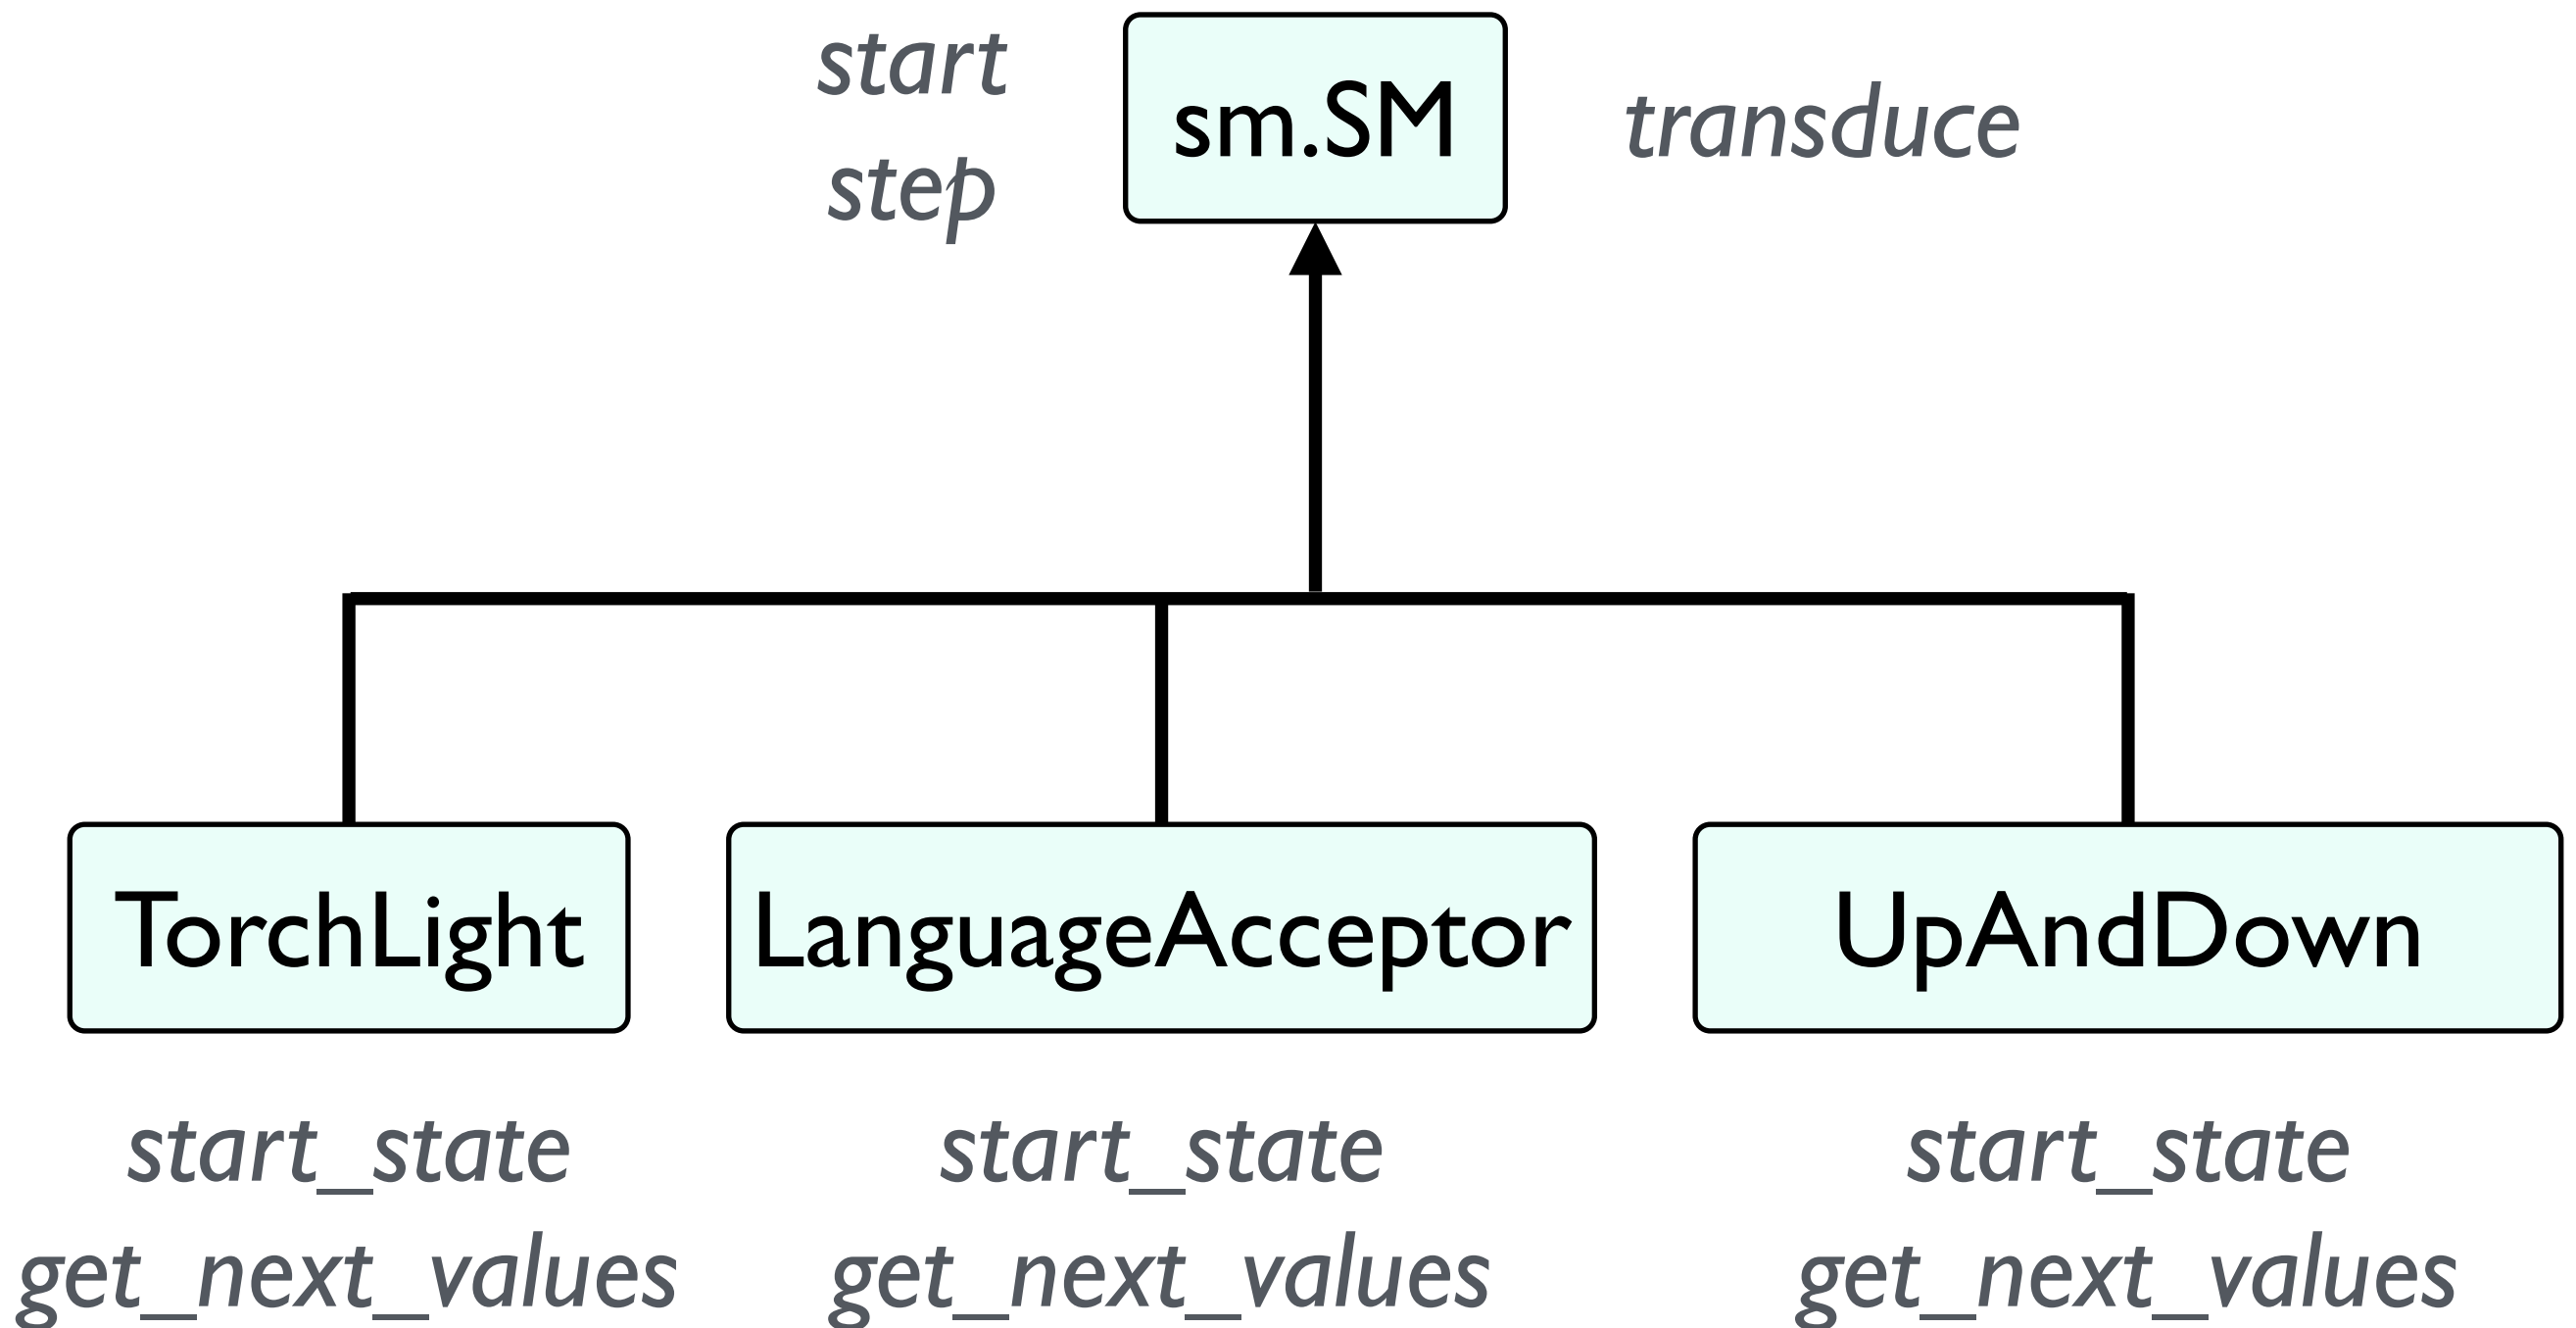 start
step
sm.SM
transduce
TorchLight
LanguageAcceptor
UpAndDown
start_state
get_next_values
start_state
get_next_values
start_state
get_next_values